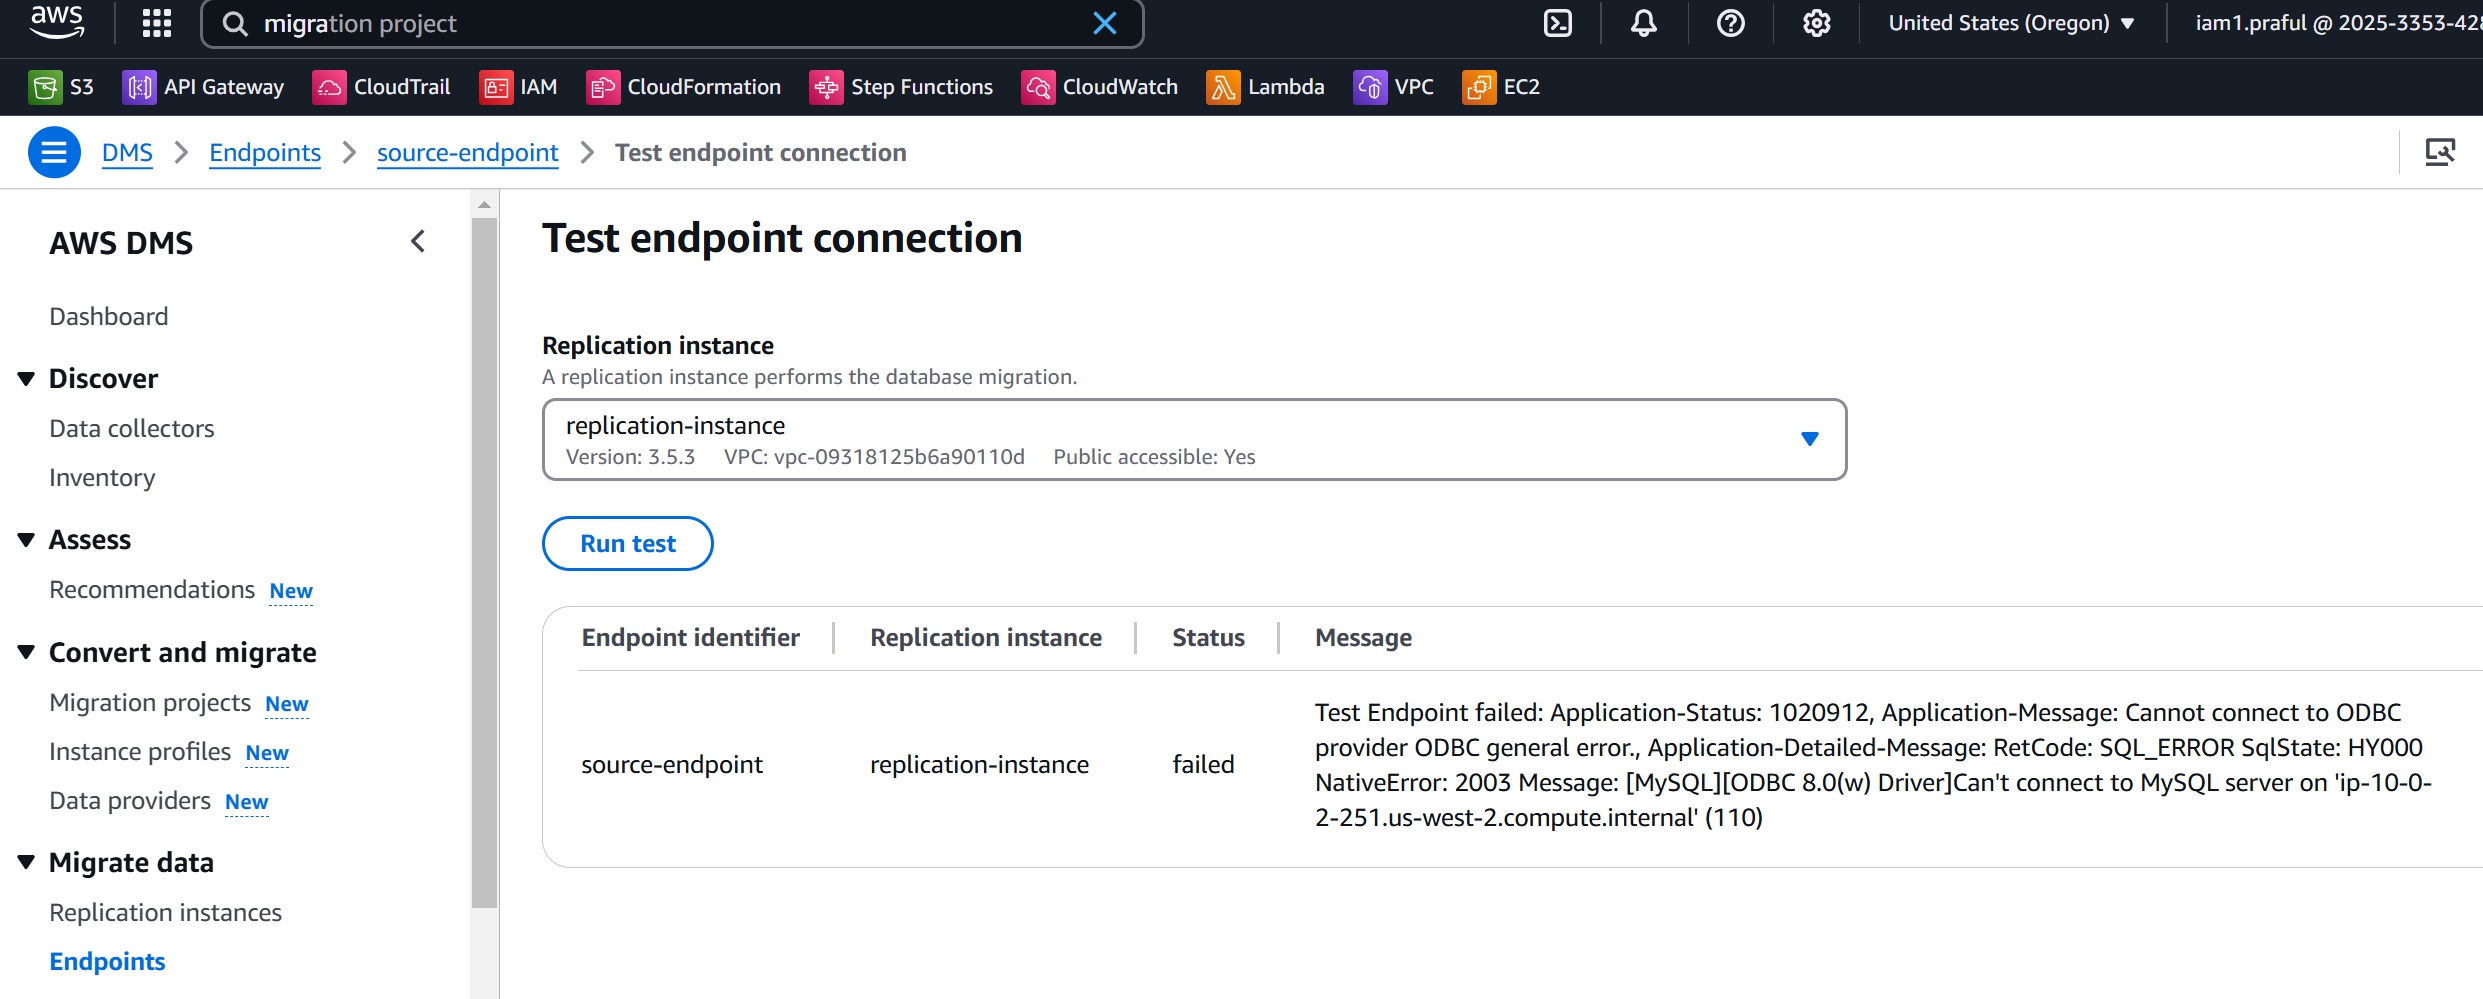 aws
migration project
United States (Oregon)
iam1.praful @ 2025-3353-428
S3
API Gateway
CloudTrail
IAM
CloudFormation
Step Functions
CloudWatch
Lambda
VPC
EC2
DMS
Endpoints
source-endpoint
Test endpoint connection
AWS DMS
Dashboard
Discover
Data collectors
Inventory
Assess
Recommendations New
Convert and migrate
Migration projects New
Instance profiles New
Data providers New
Migrate data
Replication instances
Endpoints
Test endpoint connection
Replication instance
A replication instance performs the database migration.
replication-instance
Version: 3.5.3 VPC: vpc-09318125b6a90110d Public accessible: Yes
Run test
Endpoint identifier Replication instance Status Message
source-endpoint replication-instance failed
Test Endpoint failed: Application-Status: 1020912, Application-Message: Cannot connect to ODBC
provider ODBC general error., Application-Detailed-Message: RetCode: SQL_ERROR SqlState: HY000
NativeError: 2003 Message: [MySQL][ODBC 8.0(w) Driver]Can't connect to MySQL server on 'ip-10-0-
2-251.us-west-2.compute.internal' (110)